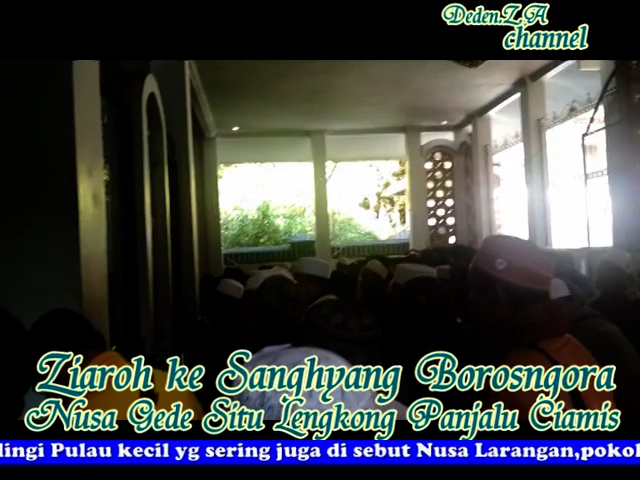 Deden.Z.A
channel
Ziaroh ke Sanghyang Borosngora
Nusa Gede Situ Lengkong Panjalu Ciamis
lingi Pulau kecil yg sering juga di sebut Nusa Larangan,pokol